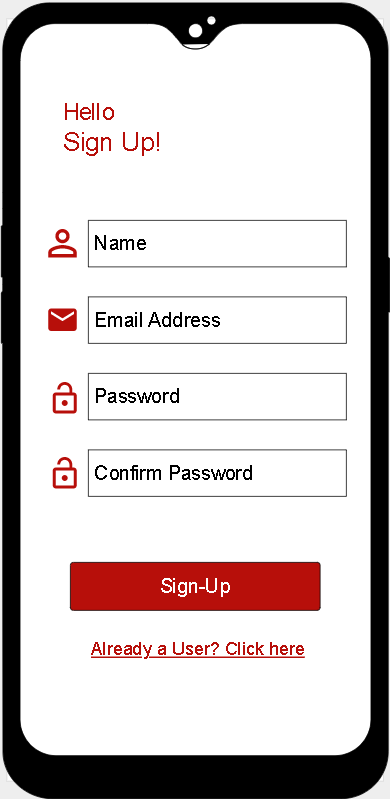 Hello
Sign Up!
Name
Email Address
Password
Confirm Password
Sign-Up
Already a User? Click here